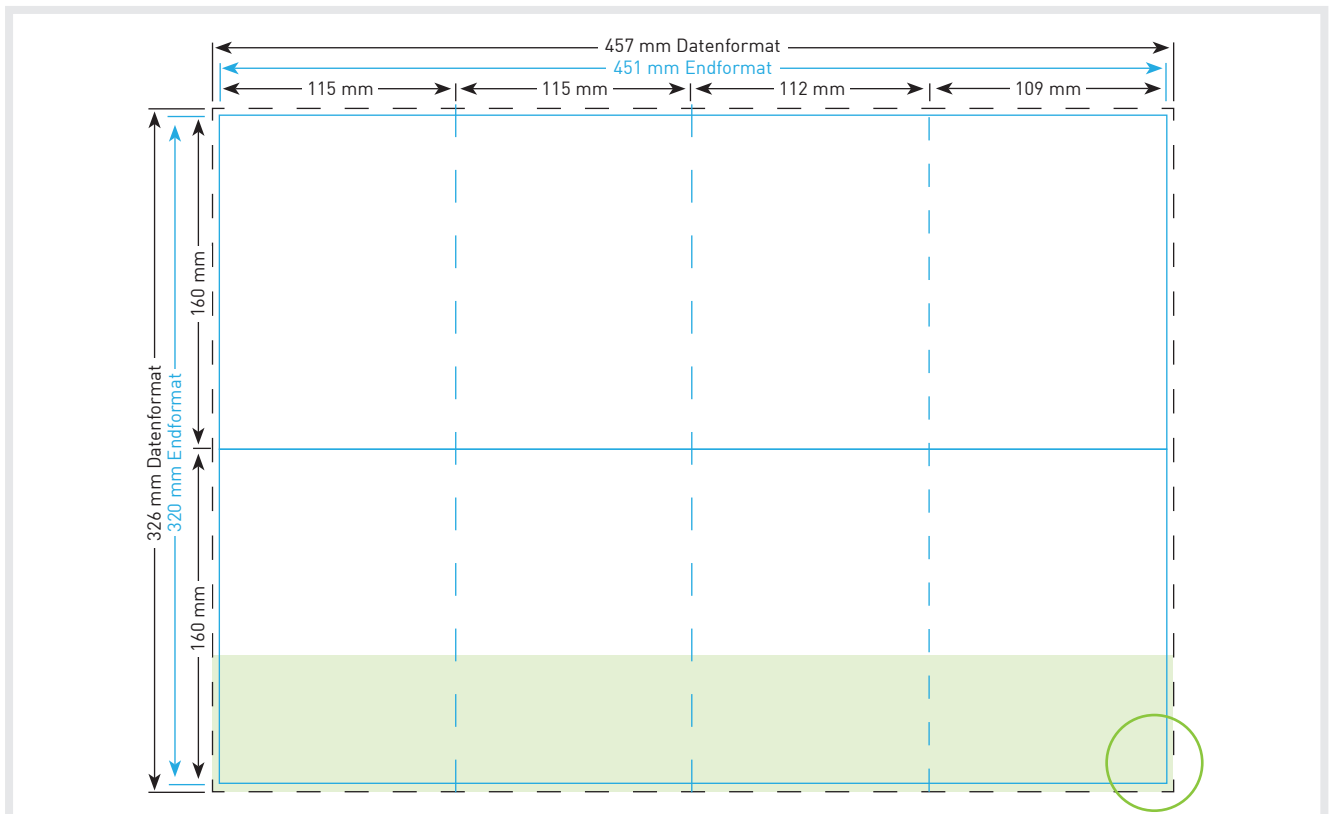 457 mm Datenformat
451 mm Endformat
115 mm
115 mm
112 mm
109 mm
326 mm Datenformat
320 mm Endformat
160 mm
160 mm